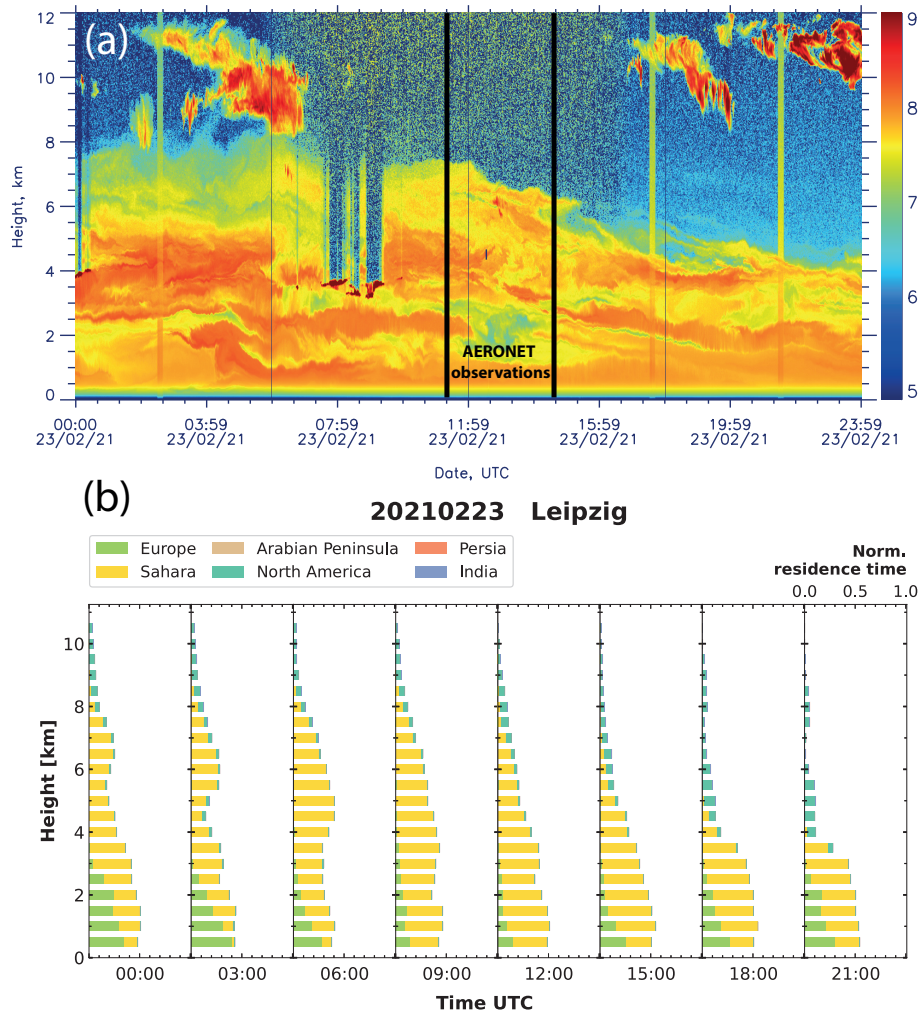 (a)
12
10
8
6
4
2
0
Height, km
9
8
7
6
5
AERONET
observations
00:00 03:59 07:59 11:59 15:59 19:59 23:59
23/02/21 23/02/21 23/02/21 23/02/21 23/02/21 23/02/21 23/02/21
Date, UTC
(b)
20210223 Leipzig
Europe Arabian Peninsula Persia
Sahara North America India
Norm.
residence time
0.0 0.5 1.0
10
8
6
4
2
0
Height [km]
00:00 03:00 06:00 09:00 12:00 15:00 18:00 21:00
Time UTC